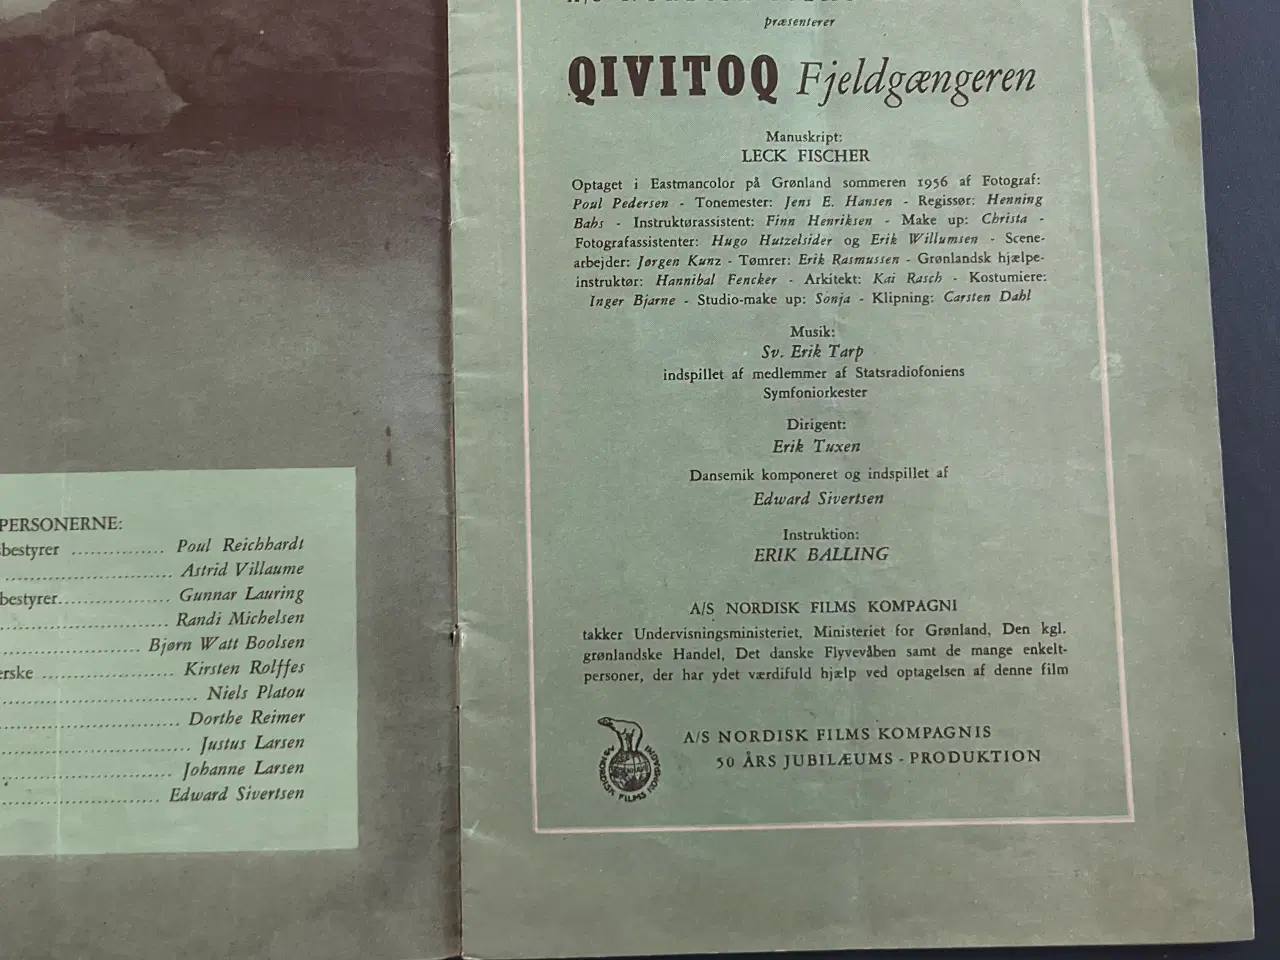 PERSONERNE:
bestyrer .............. Poul Reichhardt
........................... Astrid Villaume
bestyrer.................. Gunnar Lauring
........................... Randi Michelsen
...................... Bjørn Watt Boolsen
erske ..................... Kirsten Rolffes
............................... Niels Platou
............................ Dorthe Reimer
.............................. Justus Larsen
........................... Johanne Larsen
......................... Edward Sivertsen
præsenterer
QIVITOQ Fjeldgængeren
Manuskript:
LECK FISCHER
Optaget i Eastmancolor på Grønland sommeren 1956 af Fotograf:
Poul Pedersen - Tonemester: Jens E. Hansen - Regissør: Henning
Bahs - Instruktørassistent: Finn Henriksen - Make up: Christa -
Fotografassistenter: Hugo Hutzelsider og Erik Willumsen - Scene-
arbejder: Jørgen Kunz - Tømrer: Erik Rasmussen - Grønlandsk hjælpe-
instruktør: Hannibal Fencker - Arkitekt: Kai Rasch - Kostumiere:
Inger Bjarne - Studio-make up: Sonja - Klipning: Carsten Dahl
Musik:
Sv. Erik Tarp
indspillet af medlemmer af Statsradiofoniens
Symfoniorkester
Dirigent:
Erik Tuxen
Dansemik komponeret og indspillet af
Edward Sivertsen
Instruktion:
ERIK BALLING
A/S NORDISK FILMS KOMPAGNI
takker Undervisningsministeriet, Ministeriet for Grønland, Den kgl.
grønlandske Handel, Det danske Flyvevåben samt de mange enkelt-
personer, der har ydet værdifuld hjælp ved optagelsen af denne film
A/S NORDISK FILMS KOMPAGNIS
50 ÅRS JUBILÆUMS - PRODUKTION